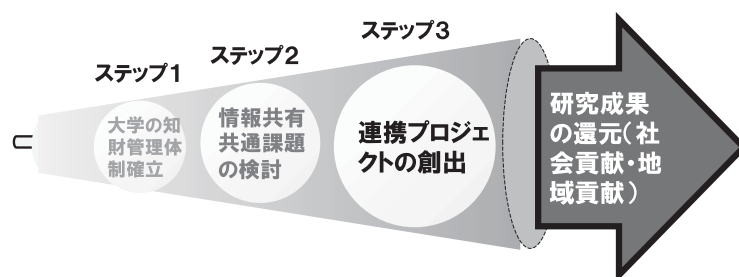 ステップ1
大学の知
財管理体
制確立
ステップ2
情報共有
共通課題
の検討
ステップ3
連携プロジェ
クトの創出
研究成果
の還元(社
会貢献・地
域貢献)